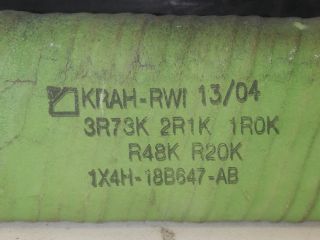 KRAH-RWI 13/04
3R73K 2R1K 1R0K
R48K R20K
1X4H-18B647-AB